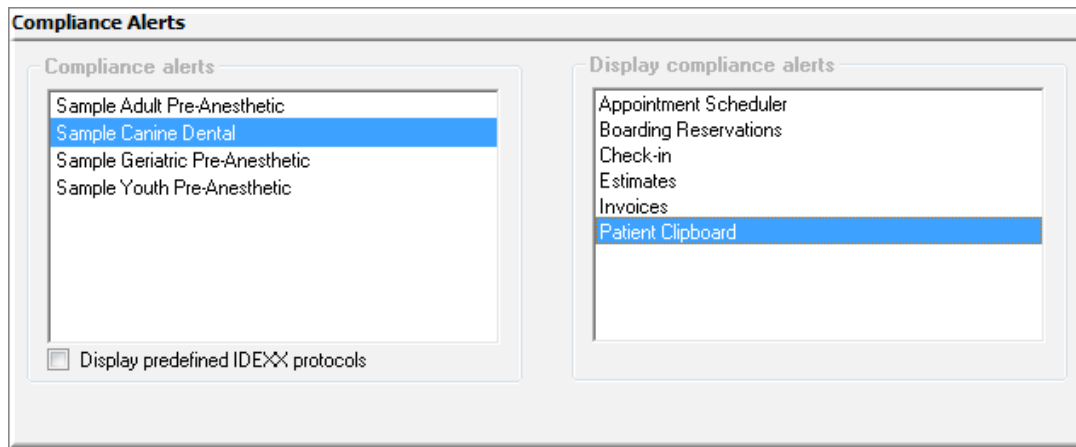 Compliance Alerts
Compliance alerts
Sample Adult Pre-Anesthetic
Sample Canine Dental
Sample Geriatric Pre-Anesthetic
Sample Youth Pre-Anesthetic
Display predefined IDEXX protocols
Display compliance alerts
Appointment Scheduler
Boarding Reservations
Check-in
Estimates
Invoices
Patient Clipboard